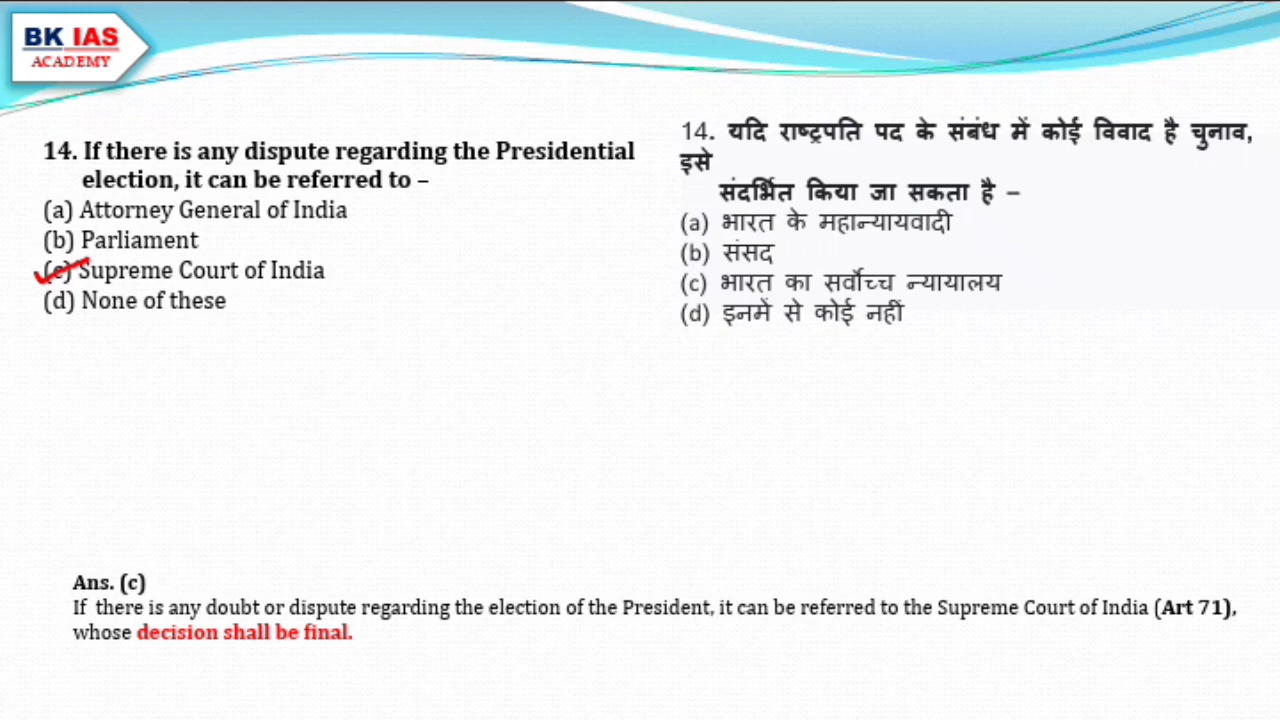 BK IAS
ACADEMY
14. If there is any dispute regarding the Presidential
election, it can be referred to –
(a) Attorney General of India
(b) Parliament
(c) Supreme Court of India
(d) None of these
14. यदि राष्ट्रपति पद के संबंध में कोई विवाद है चुनाव,
इसे
संदर्भित किया जा सकता है –
(a) भारत के महान्यायवादी
(b) संसद
(c) भारत का सर्वोच्च न्यायालय
(d) इनमें से कोई नहीं
Ans. (c)
If there is any doubt or dispute regarding the election of the President, it can be referred to the Supreme Court of India (Art 71),
whose decision shall be final.